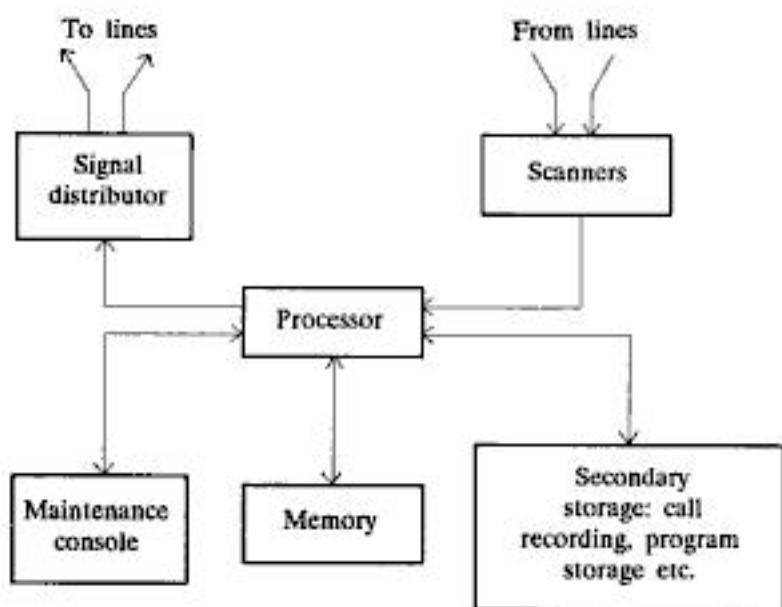 To lines
From lines
Signal
distributor
Scanners
Processor
Maintenance
console
Memory
Secondary
storage: call
recording, program
storage etc.